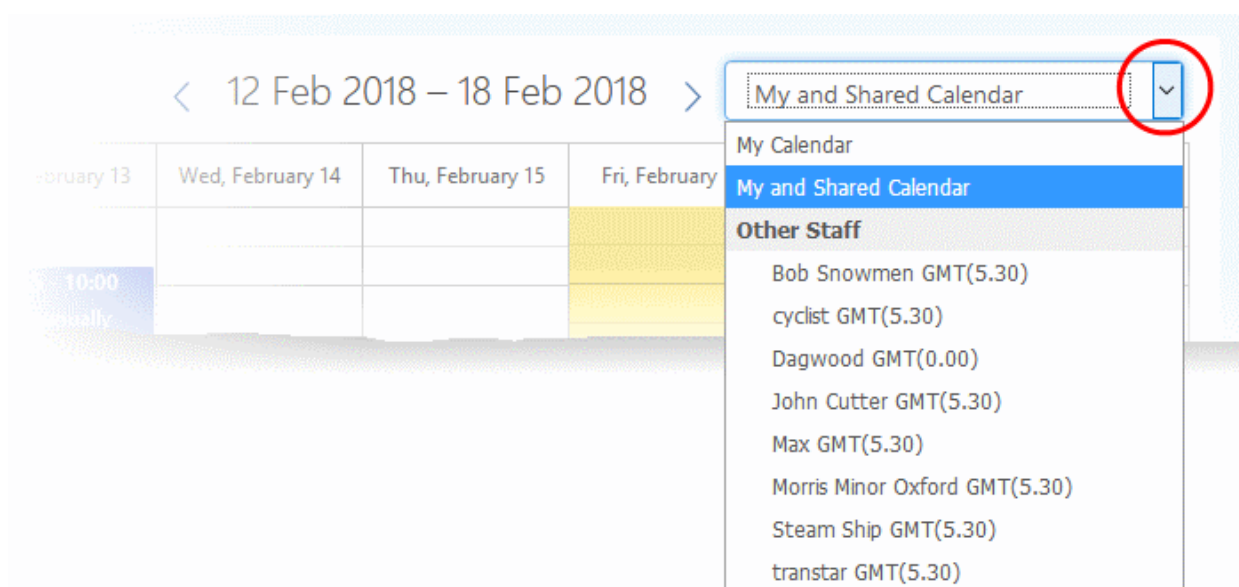 12 Feb 2018 – 18 Feb 2018
My and Shared Calendar
My Calendar
My and Shared Calendar
Other Staff
Bob Snowmen GMT(5.30)
cyclist GMT(5.30)
Dagwood GMT(0.00)
John Cutter GMT(5.30)
Max GMT(5.30)
Morris Minor Oxford GMT(5.30)
Steam Ship GMT(5.30)
transtar GMT(5.30)
13
Wed, February 14
Thu, February 15
Fri, February
10:00